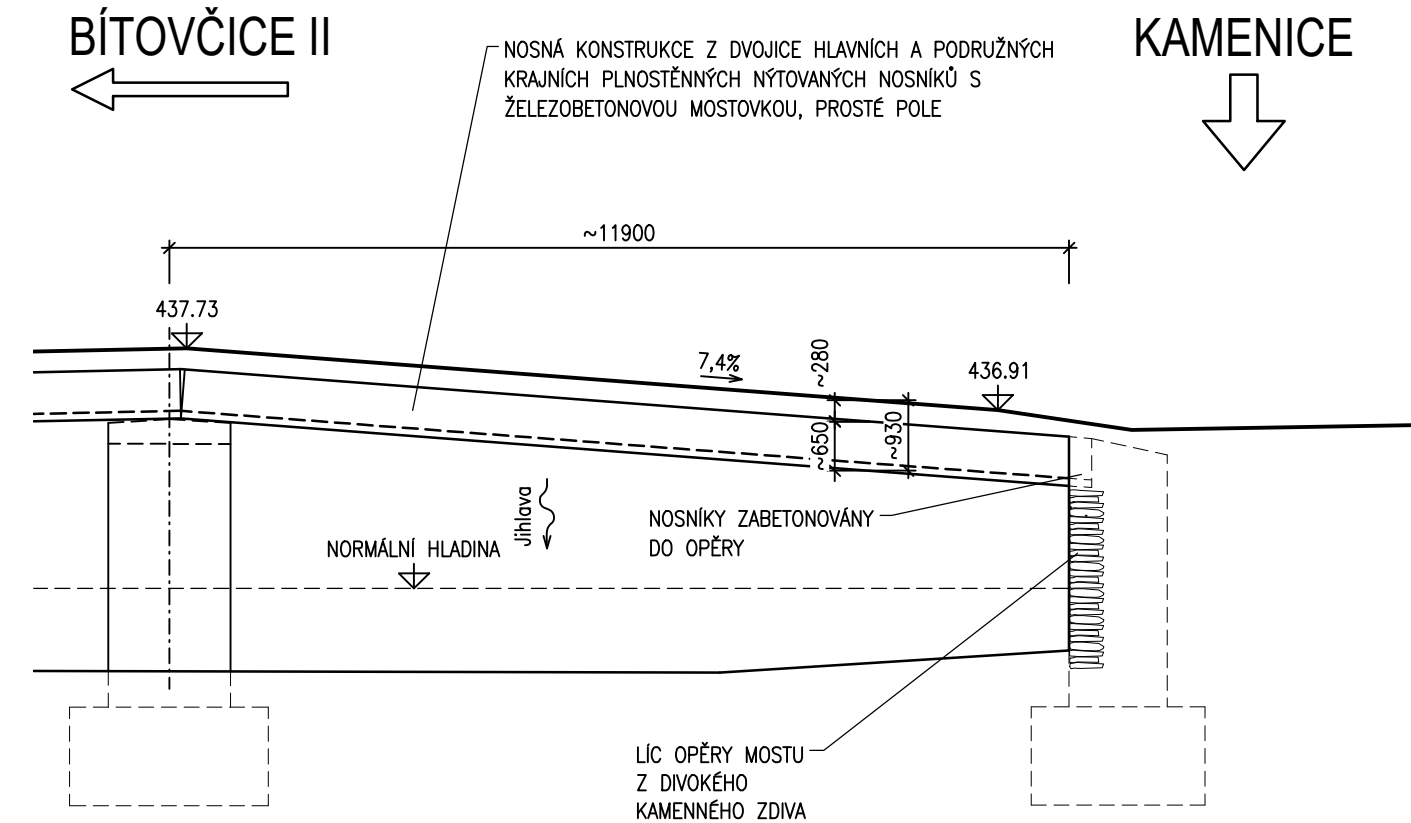 BÍTOVČICE II
KAMENICE
NOSNÁ KONSTRUKCE Z DVOJICE HLAVNÍCH A PODRUŽNÝCH
KRAJNÍCH PLNOSTĚNNÝCH NÝTOVANÝCH NOSNÍKŮ S
ŽELEZOBETONOVOU MOSTOVKOU, PROSTÉ POLE
~11900
437.73
7,4%
~280
436.91
~650
~930
Jihlava
NOSNÍKY ZABETONOVÁNY
DO OPĚRY
NORMÁLNÍ HLADINA
LÍC OPĚRY MOSTU
Z DIVOKÉHO
KAMENNÉHO ZDIVA